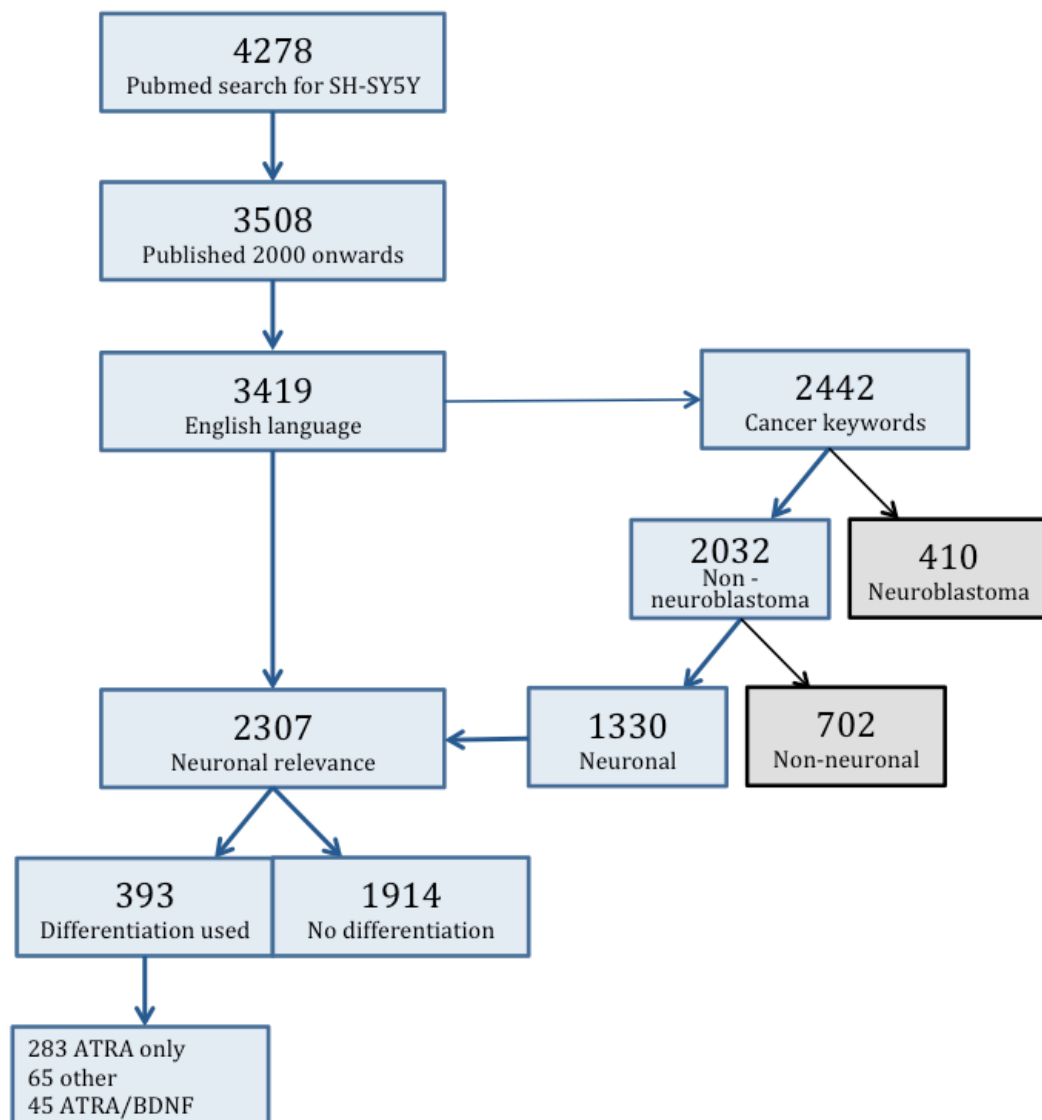 4278
Pubmed search for SH-SY5Y
3508
Published 2000 onwards
3419
English language
2442
Cancer keywords
2032
Non -
neuroblastoma
410
Neuroblastoma
2307
Neuronal relevance
1330
Neuronal
702
Non-neuronal
393
Differentiation used
1914
No differentiation
283 ATRA only
65 other
45 ATRA/BDNF